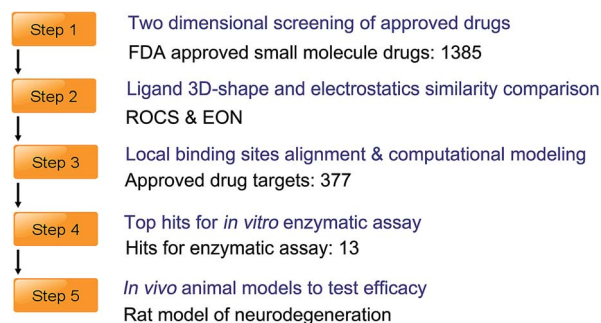 Step 1
Two dimensional screening of approved drugs
FDA approved small molecule drugs: 1385
Step 2
Ligand 3D-shape and electrostatics similarity comparison
ROCS & EON
Step 3
Local binding sites alignment & computational modeling
Approved drug targets: 377
Step 4
Top hits for in vitro enzymatic assay
Hits for enzymatic assay: 13
Step 5
In vivo animal models to test efficacy
Rat model of neurodegeneration